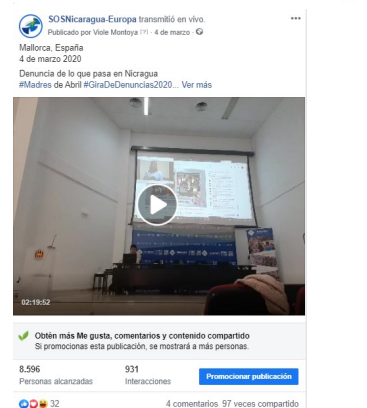 SOSNicaragua-Europa transmitió en vivo.
Publicado por Viole Montoya [?] · 4 de marzo ·
Mallorca, España
4 de marzo 2020
Denuncia de lo que pasa en Nicragua
#Madres de Abril #GiraDeDenuncias2020... Ver más
02:19:52
Obtén más Me gusta, comentarios y contenido compartido
Si promocionas esta publicación, se mostrará a más personas.
8.596
931
Personas alcanzadas
Interacciones
Promocionar publicación
32
4 comentarios 97 veces compartido